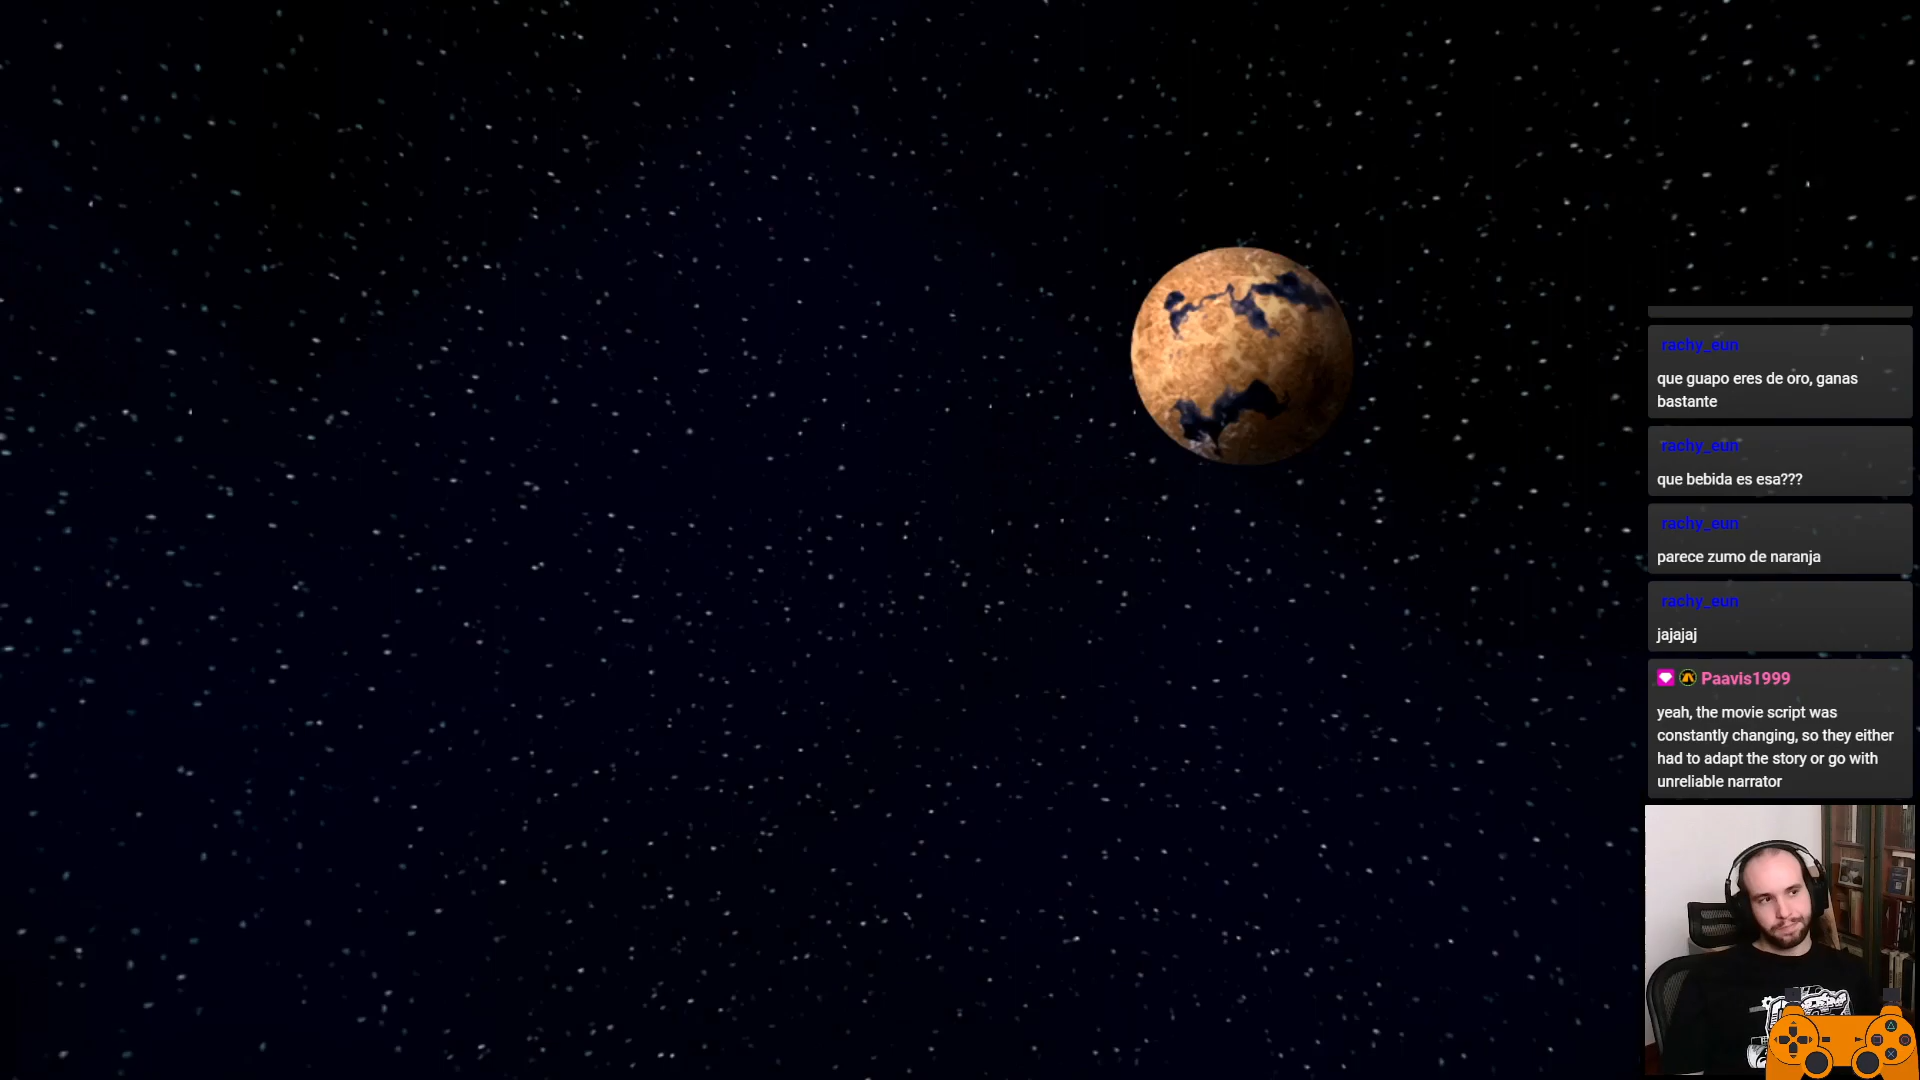 rachy_eun
que guapo eres de oro, ganas
bastante
rachy_eun
que bebida es esa???
rachy_eun
parece zumo de naranja
rachy_eun
jajajaj
Paavis1999
yeah, the movie script was
constantly changing, so they either
had to adapt the story or go with
unreliable narrator